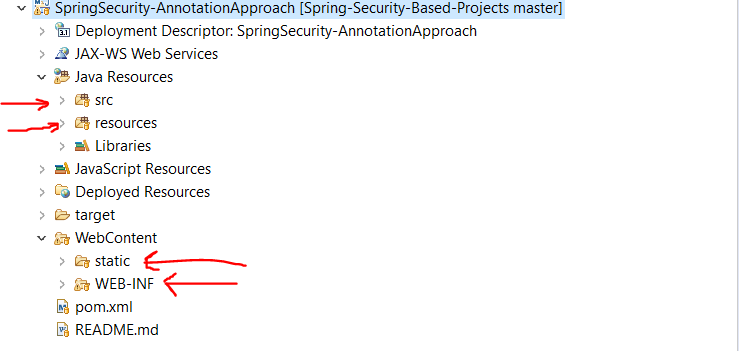 SpringSecurity-AnnotationApproach [Spring-Security-Based-Projects master]
Deployment Descriptor: SpringSecurity-AnnotationApproach
JAX-WS Web Services
Java Resources
src
resources
Libraries
JavaScript Resources
Deployed Resources
target
WebContent
static
WEB-INF
pom.xml
README.md